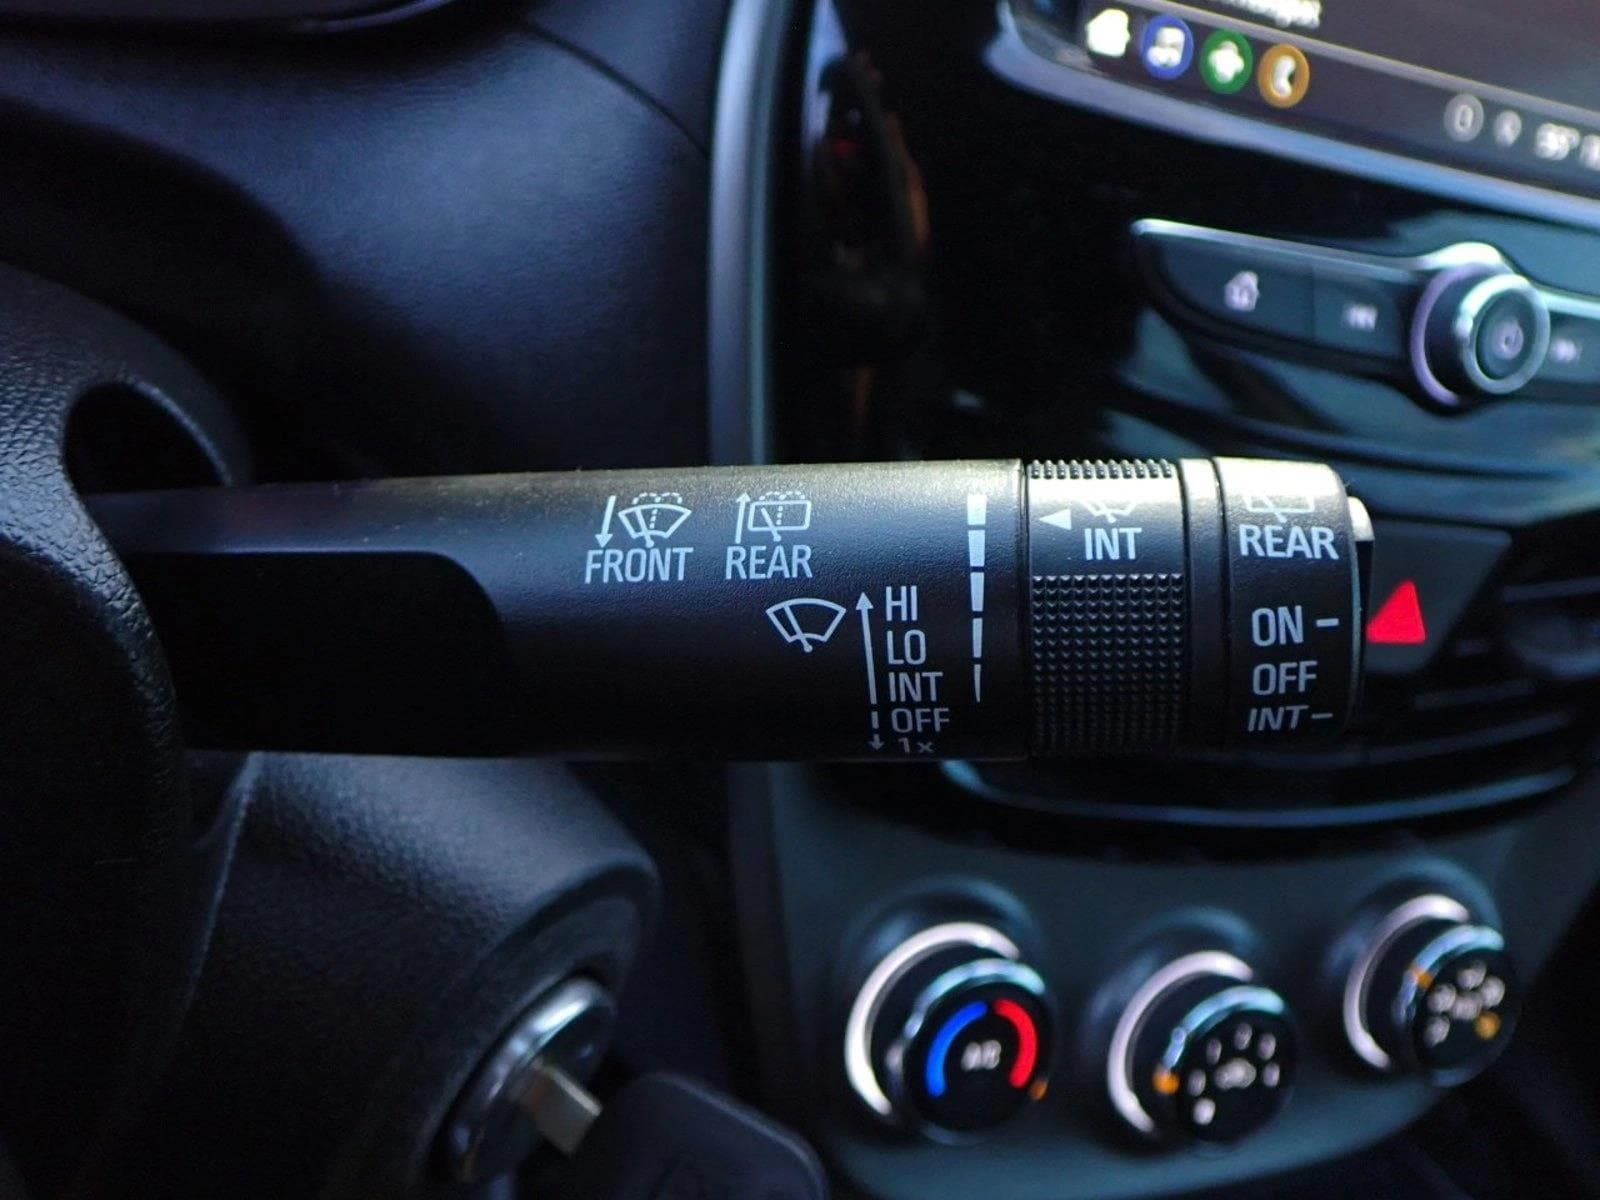 FRONT REAR
HI
LO
INT
OFF
1x
INT
REAR
ON
OFF
INT